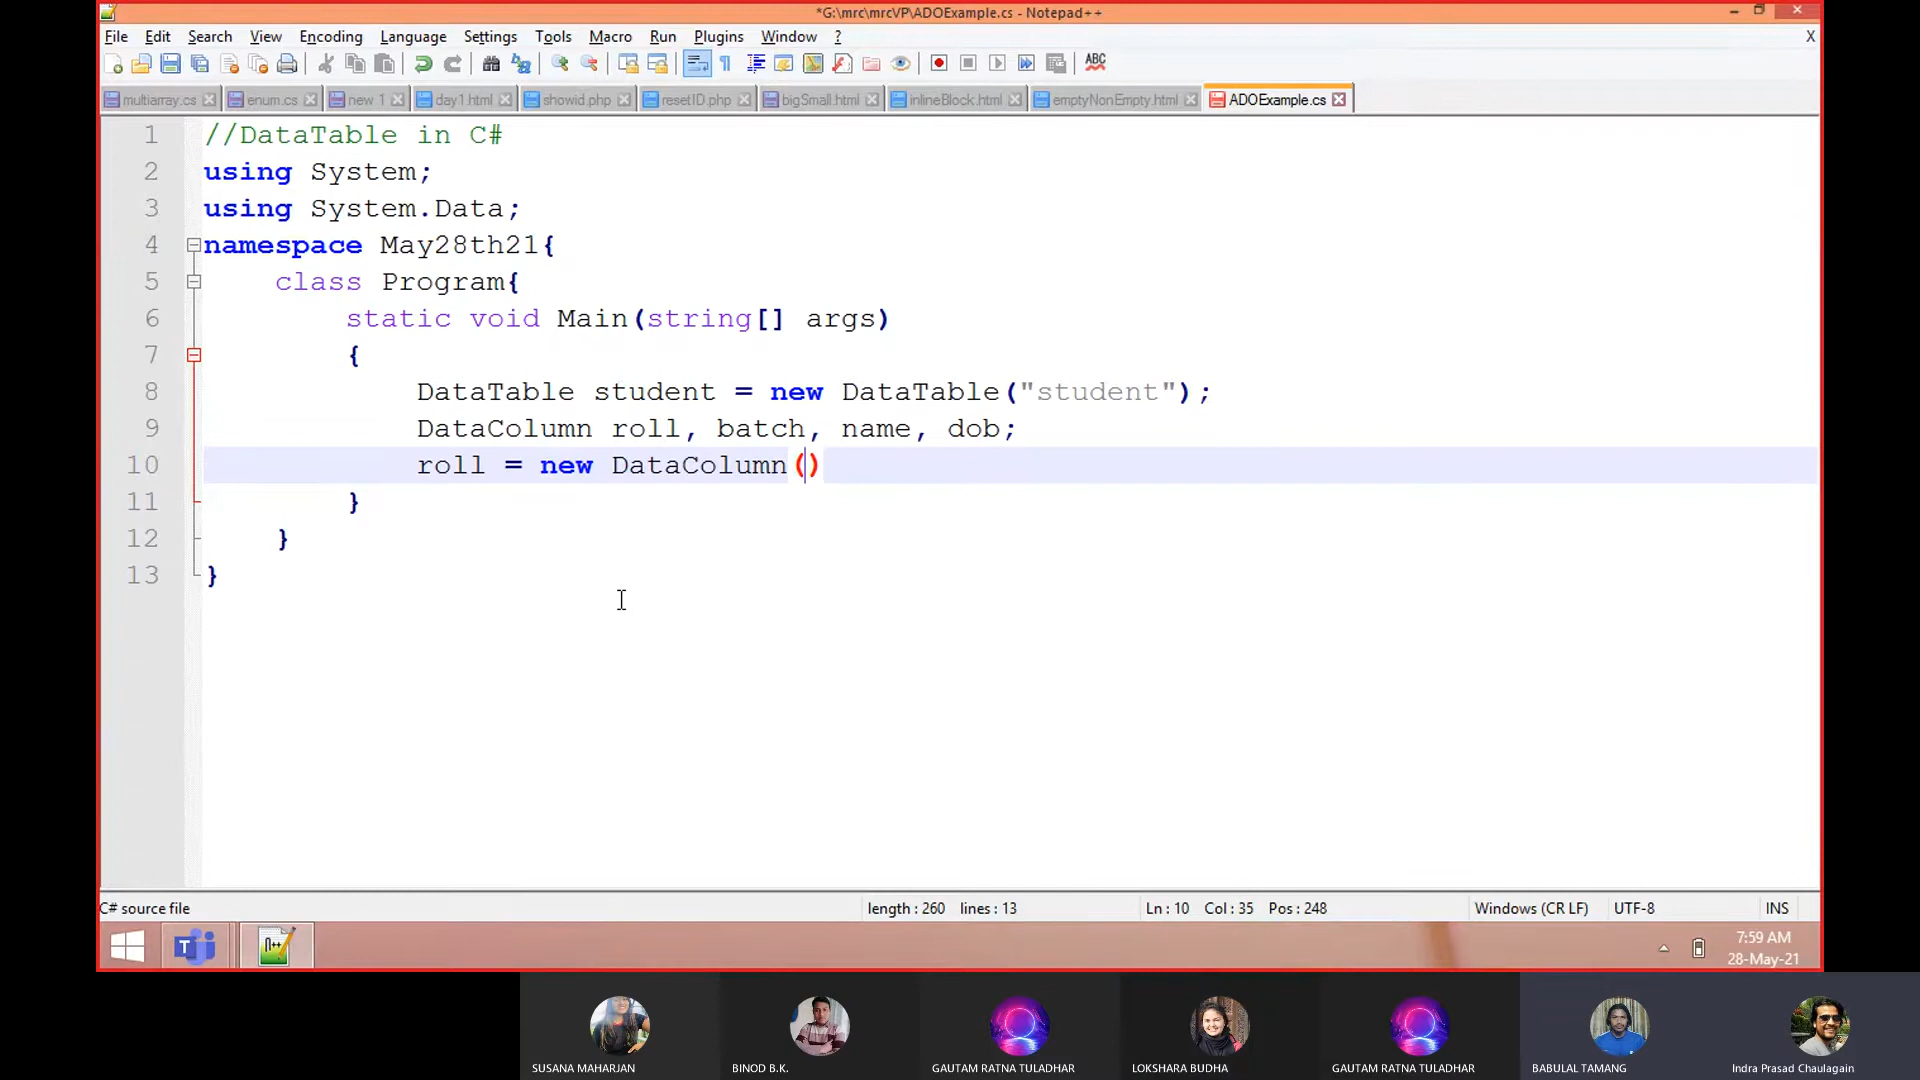 *G:\mrc\mrcVP\ADOExample.cs - Notepad++
File Edit Search View Encoding Language Settings Tools Macro Run Plugins Window ? X
multiarray.cs enum.cs new 1 day1.html showid.php resetID.php bigSmall.html inlineBlock.html emptyNonEmpty.html ADOExample.cs
1 //DataTable in C#
2 using System;
3 using System.Data;
4 namespace May28th21{
5 class Program{
6 static void Main(string[] args)
7 {
8 DataTable student = new DataTable("student");
9 DataColumn roll, batch, name, dob;
10 roll = new DataColumn()
11 }
12 }
13 }
C# source file length : 260 lines : 13 Ln : 10 Col : 35 Pos : 248 Windows (CR LF) UTF-8 INS
7:59 AM
28-May-21
SUSANA MAHARJAN BINOD B.K. GAUTAM RATNA TULADHAR LOKSHARA BUDHA GAUTAM RATNA TULADHAR BABULAL TAMANG Indra Prasad Chaulagain